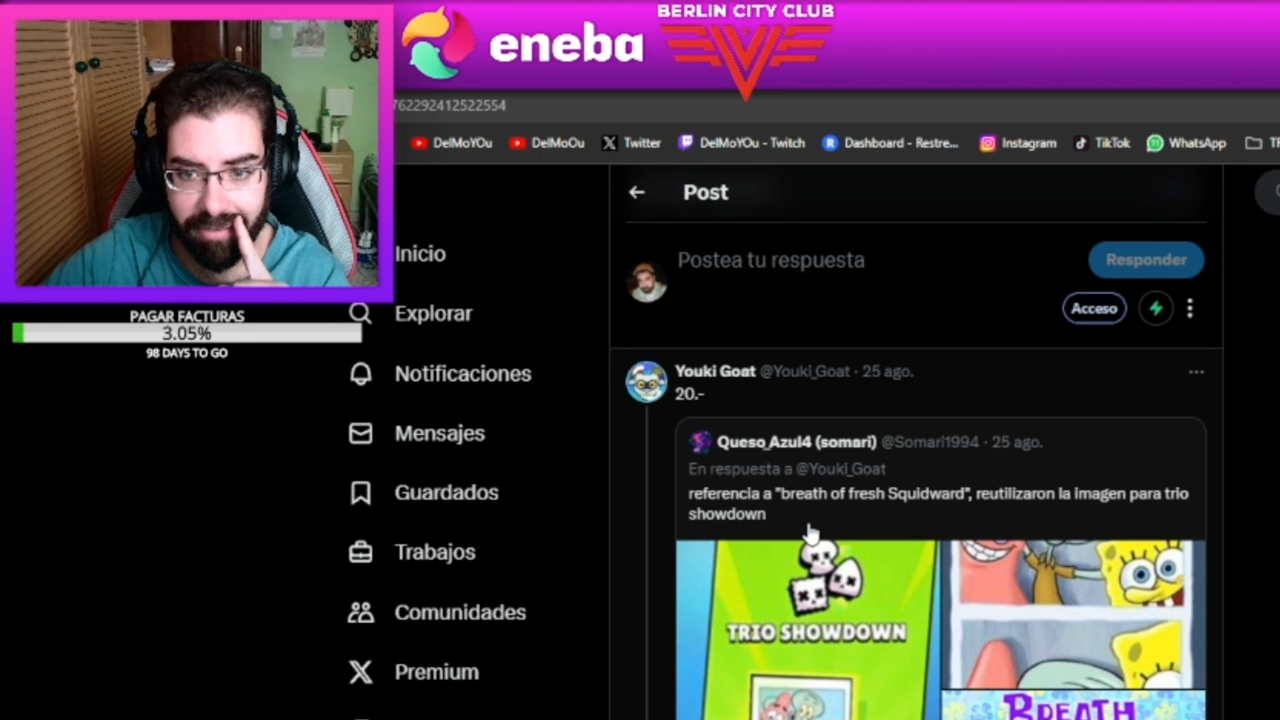 BERLIN CITY CLUB
eneba
762292412522554
DelMoYOu
DelMoOu
Twitter
DelMoYOu - Twitch
Dashboard - Restre...
Instagram
TikTok
WhatsApp
Post
Inicio
Postea tu respuesta
Responder
Acceso
PAGAR FACTURAS
3.05%
98 DAYS TO GO
Explorar
Notificaciones
Mensajes
Guardados
Trabajos
Comunidades
Premium
Youki Goat @Youki_Goat · 25 ago.
20.-
Queso_Azul4 (somari) @Somari1994 · 25 ago.
En respuesta a @Youki_Goat
referencia a "breath of fresh Squidward", reutilizaron la imagen para trio
showdown
TRIO SHOWDOWN
BREATH